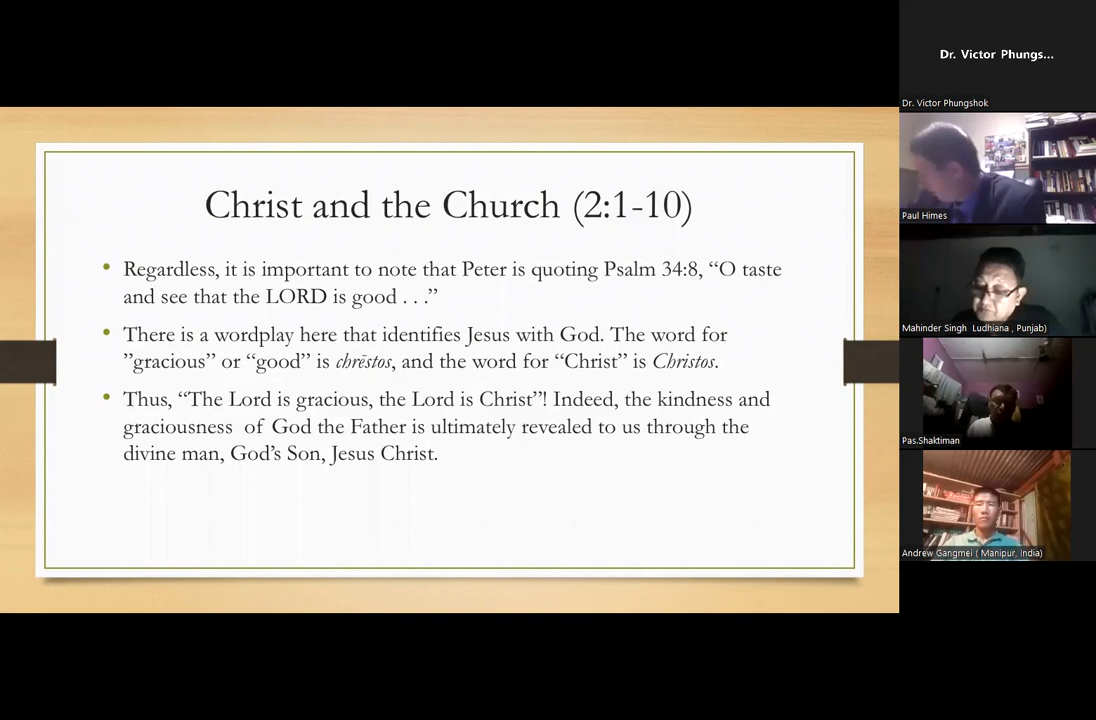 Christ and the Church (2:1-10)
• Regardless, it is important to note that Peter is quoting Psalm 34:8, “O taste
and see that the LORD is good . . .”
• There is a wordplay here that identifies Jesus with God. The word for
”gracious” or “good” is chrēstos, and the word for “Christ” is Christos.
• Thus, “The Lord is gracious, the Lord is Christ”! Indeed, the kindness and
graciousness of God the Father is ultimately revealed to us through the
divine man, God’s Son, Jesus Christ.
Dr. Victor Phungs...
Dr. Victor Phungshok
Paul Himes
Mahinder Singh Ludhiana , Punjab)
Pas.Shaktiman
Andrew Gangmei ( Manipur, India)